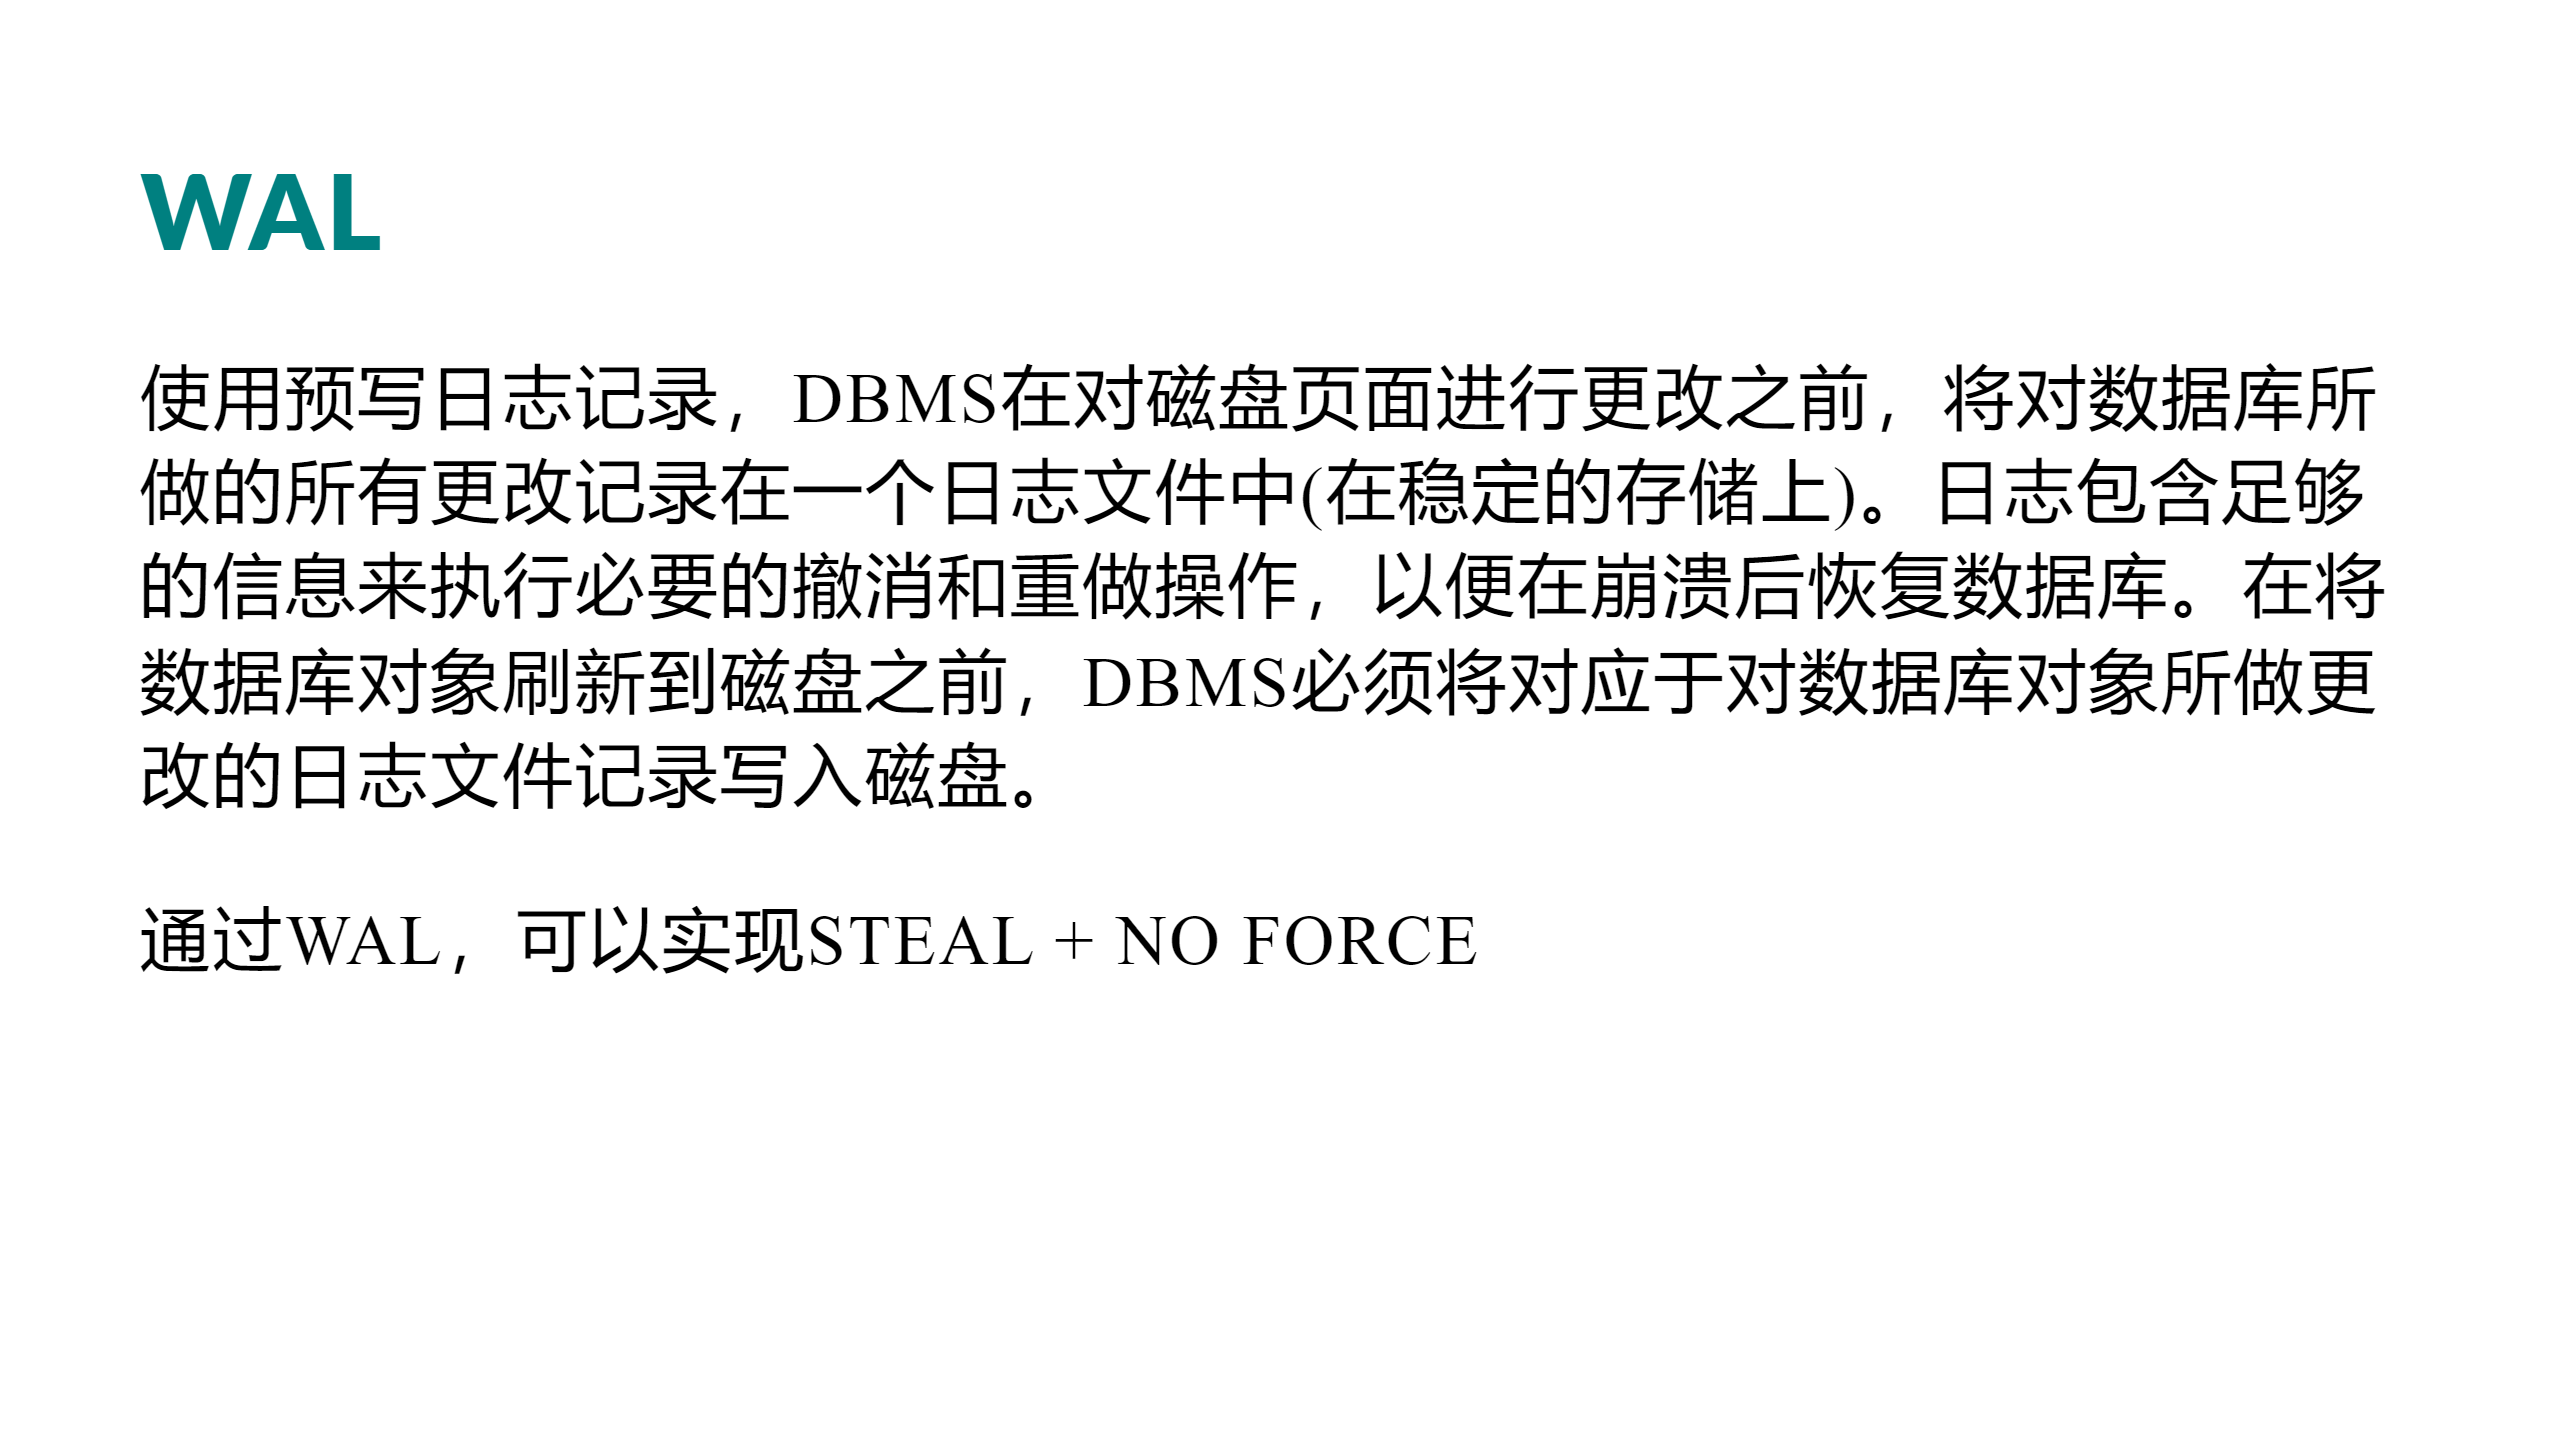 WAL
使用预写日志记录，DBMS在对磁盘页面进行更改之前，将对数据库所
做的所有更改记录在一个日志文件中(在稳定的存储上)。日志包含足够
的信息来执行必要的撤消和重做操作，以便在崩溃后恢复数据库。在将
数据库对象刷新到磁盘之前，DBMS必须将对应于对数据库对象所做更
改的日志文件记录写入磁盘。
通过WAL，可以实现STEAL + NO FORCE